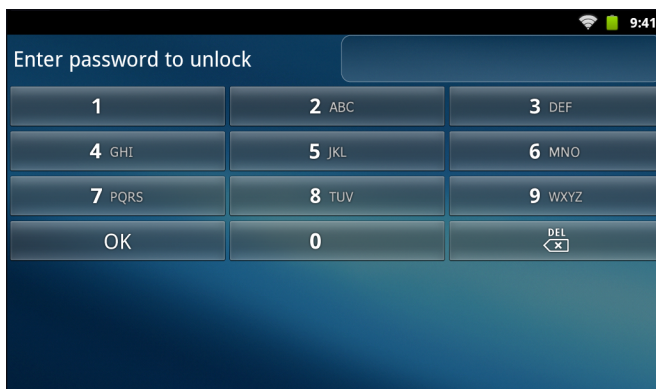 9:41
Enter password to unlock
1 2 ABC 3 DEF
4 GHI 5 JKL 6 MNO
7 PQRS 8 TUV 9 WXYZ
OK 0 DEL